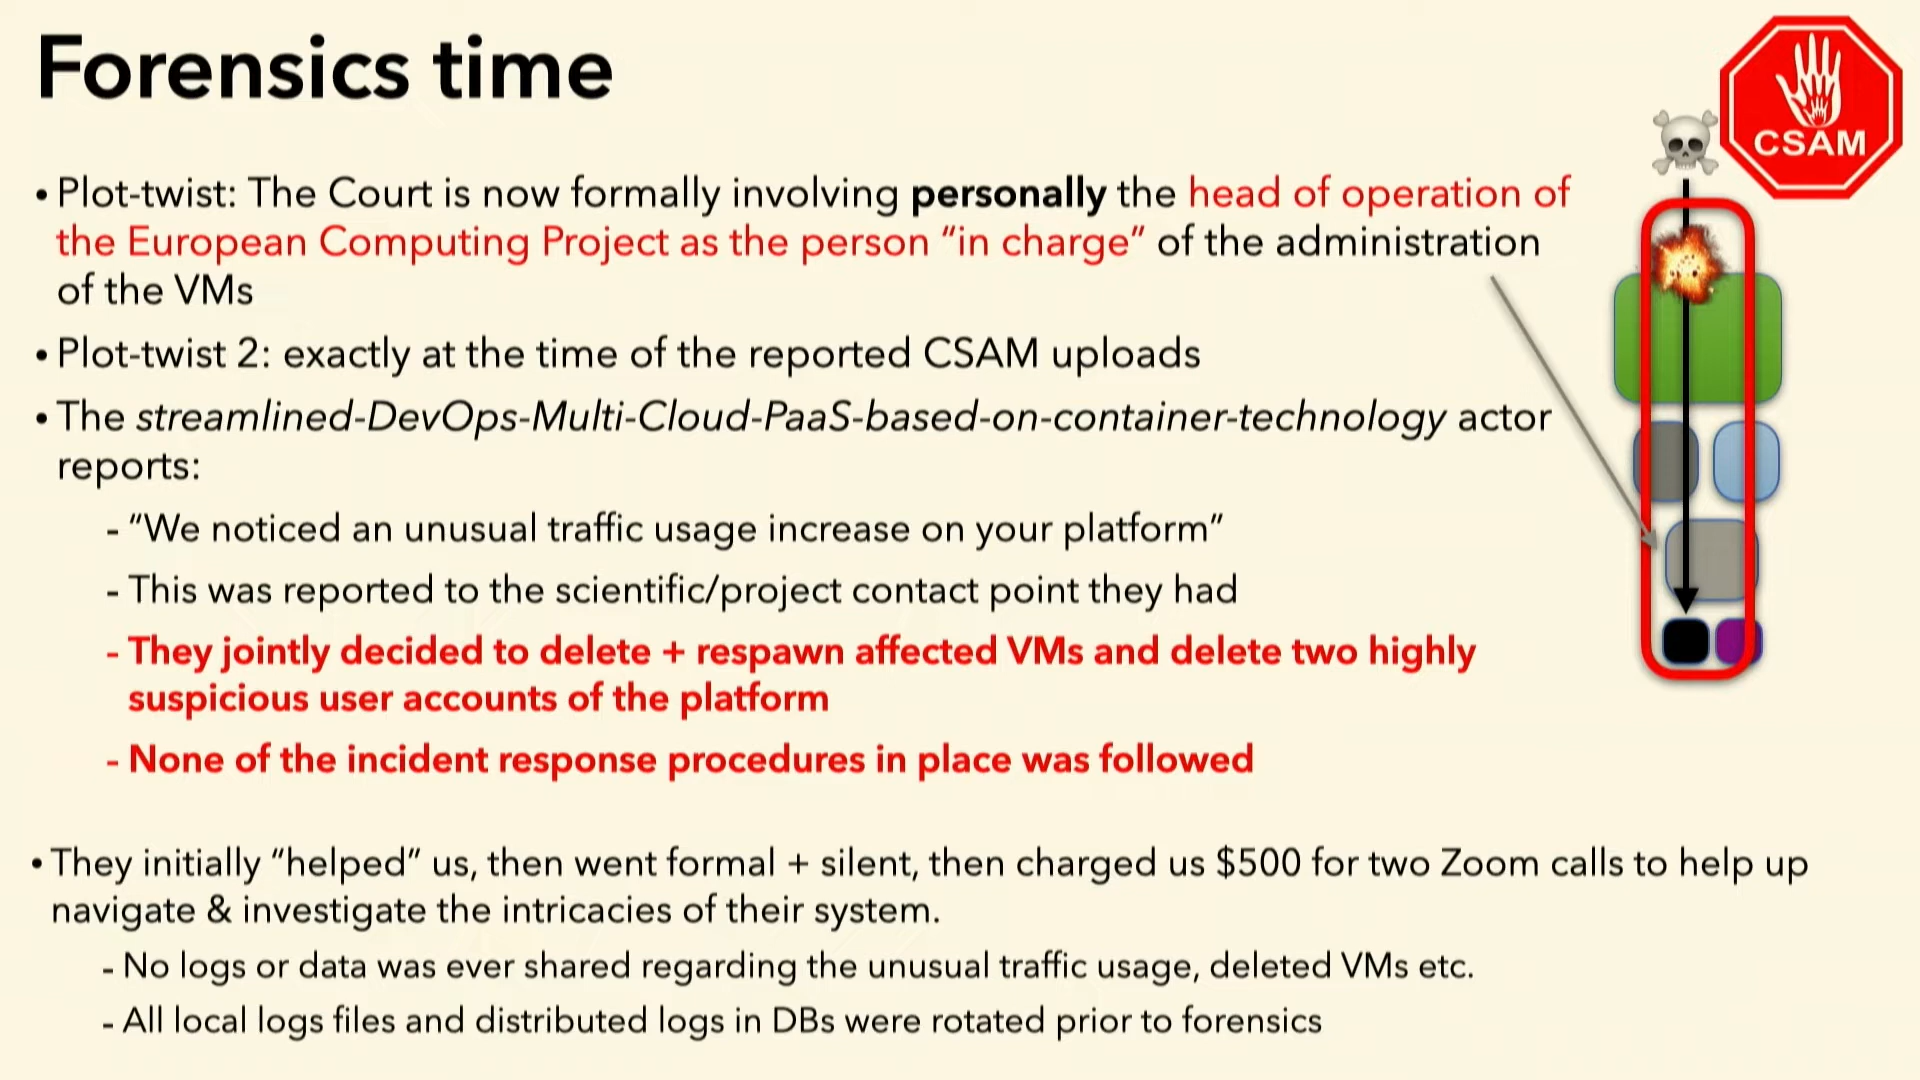 Forensics time
CSAM
• Plot-twist: The Court is now formally involving personally the head of operation of
the European Computing Project as the person “in charge” of the administration
of the VMs
• Plot-twist 2: exactly at the time of the reported CSAM uploads
• The streamlined-DevOps-Multi-Cloud-PaaS-based-on-container-technology actor
reports:
- “We noticed an unusual traffic usage increase on your platform”
- This was reported to the scientific/project contact point they had
- They jointly decided to delete + respawn affected VMs and delete two highly
suspicious user accounts of the platform
- None of the incident response procedures in place was followed
• They initially “helped” us, then went formal + silent, then charged us $500 for two Zoom calls to help up
navigate & investigate the intricacies of their system.
- No logs or data was ever shared regarding the unusual traffic usage, deleted VMs etc.
- All local logs files and distributed logs in DBs were rotated prior to forensics